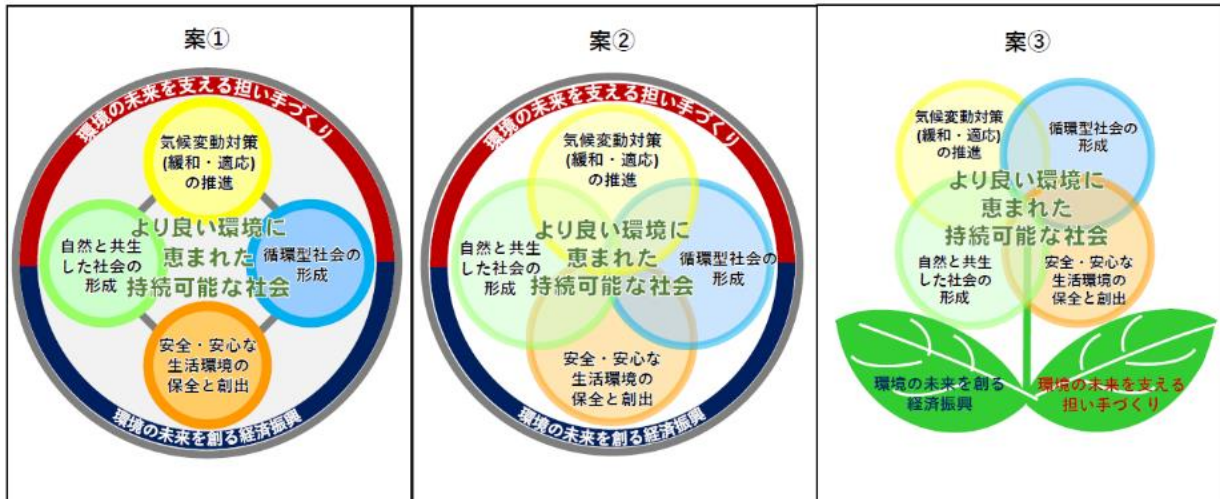 案①
環境の未来を支える担い手づくり
気候変動対策
(緩和・適応)
の推進
自然と共生
した社会の
形成
より良い環境に
恵まれた
持続可能な社会
循環型社会の
形成
安全・安心な
生活環境の
保全と創出
環境の未来を創る経済振興
案②
環境の未来を支える担い手づくり
気候変動対策
(緩和・適応)
の推進
自然と共生
した社会の
形成
より良い環境に
恵まれた
持続可能な社会
循環型社会の
形成
安全・安心な
生活環境の
保全と創出
環境の未来を創る経済振興
案③
気候変動対策
(緩和・適応)
の推進
循環型社会の
形成
より良い環境に
恵まれた
持続可能な社会
自然と共生
した社会の
形成
安全・安心な
生活環境の
保全と創出
環境の未来を創る
経済振興
環境の未来を支える
担い手づくり